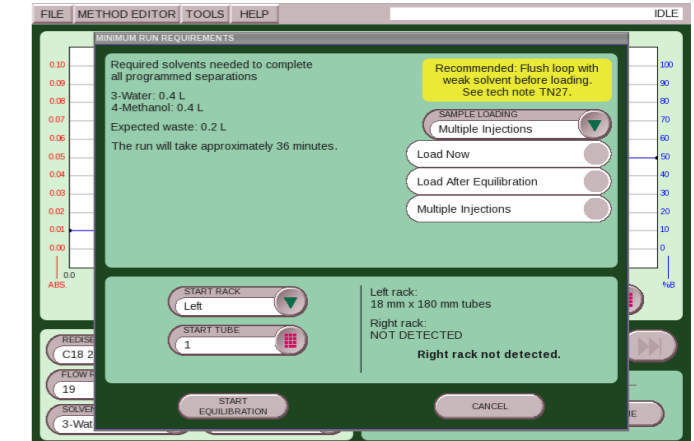 FILE METHOD EDITOR TOOLS HELP IDLE
MINIMUM RUN REQUIREMENTS
Required solvents needed to complete
all programmed separations
3-Water: 0.4 L
4-Methanol: 0.4 L
Expected waste: 0.2 L
The run will take approximately 36 minutes.
Recommended: Flush loop with
weak solvent before loading.
See tech note TN27.
SAMPLE LOADING
Multiple Injections
Load Now
Load After Equilibration
Multiple Injections
0.10
0.09
0.08
0.07
0.06
0.05
0.04
0.03
0.02
0.01
0.00
0.0
ABS.
100
90
80
70
60
50
40
30
20
10
0
%B
START RACK
Left
START TUBE
1
Left rack:
18 mm x 180 mm tubes
Right rack:
NOT DETECTED
Right rack not detected.
START
EQUILIBRATION
CANCEL
REDISE
C18 2
FLOW R
19
SOLVEN
3-Wat